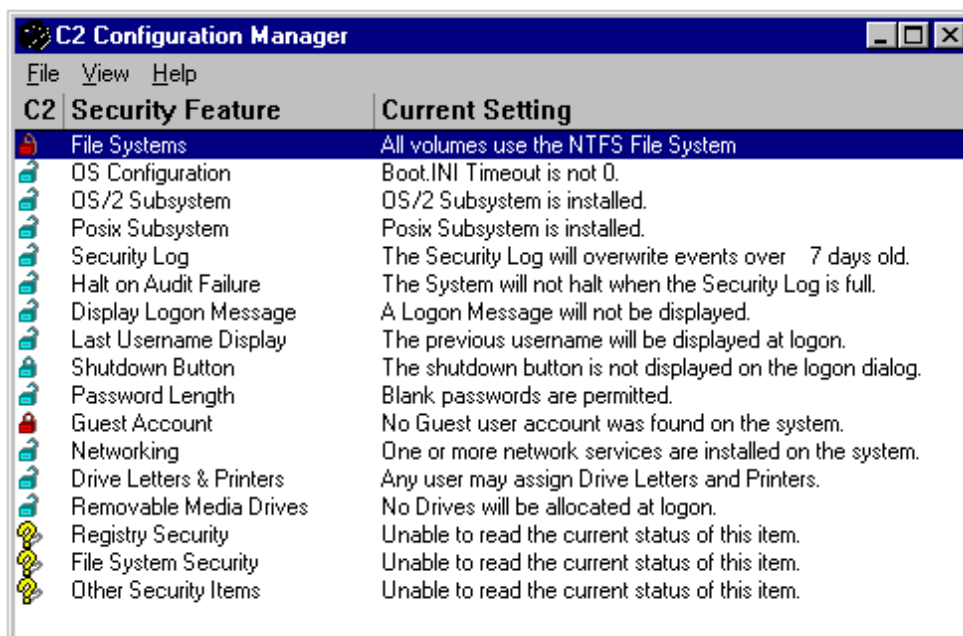 C2 Configuration Manager
File View Help
C2 Security Feature Current Setting
File Systems All volumes use the NTFS File System
OS Configuration Boot.INI Timeout is not 0.
OS/2 Subsystem OS/2 Subsystem is installed.
Posix Subsystem Posix Subsystem is installed.
Security Log The Security Log will overwrite events over 7 days old.
Halt on Audit Failure The System will not halt when the Security Log is full.
Display Logon Message A Logon Message will not be displayed.
Last Username Display The previous username will be displayed at logon.
Shutdown Button The shutdown button is not displayed on the logon dialog.
Password Length Blank passwords are permitted.
Guest Account No Guest user account was found on the system.
Networking One or more network services are installed on the system.
Drive Letters & Printers Any user may assign Drive Letters and Printers.
Removable Media Drives No Drives will be allocated at logon.
Registry Security Unable to read the current status of this item.
File System Security Unable to read the current status of this item.
Other Security Items Unable to read the current status of this item.